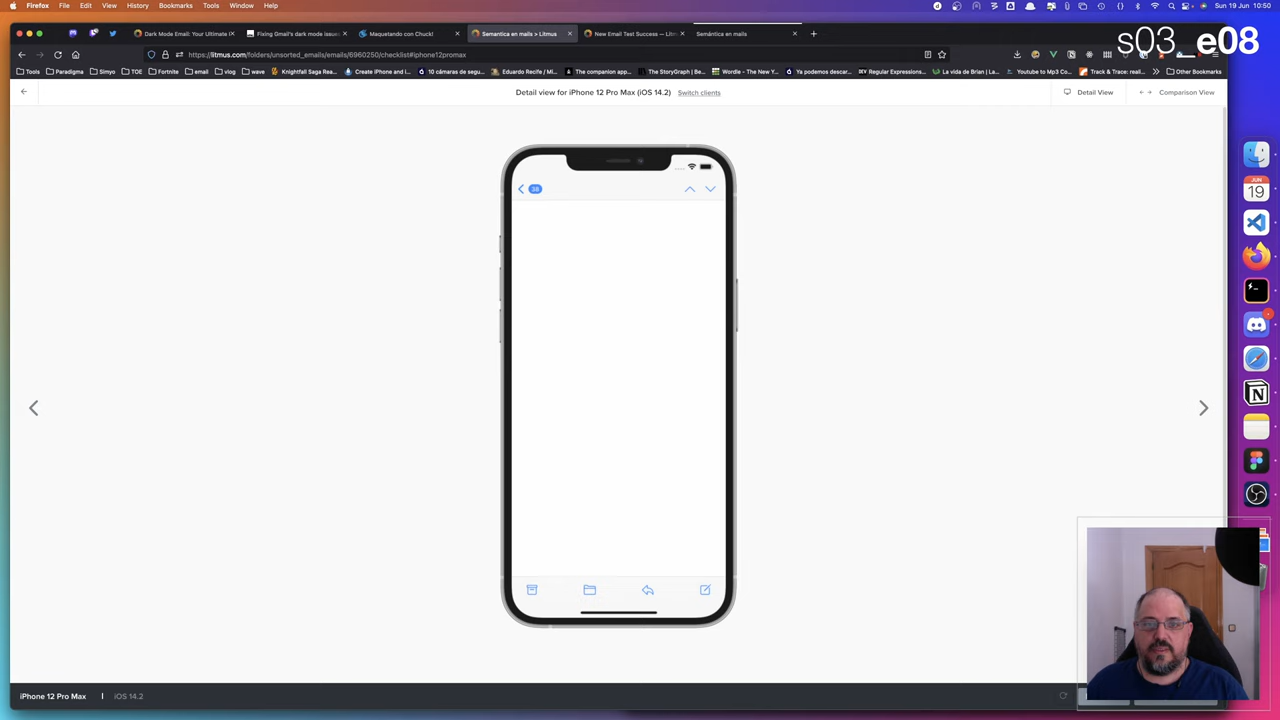 Firefox File Edit View History Bookmarks Tools Window Help
Sun 19 Jun 10:50
Dark Mode Email: Your Ultimate
Fixing Gmail's dark mode issues
Maquetando con Chuck!
Semantica en mails > Litmus
New Email Test Success — Litm
Semántica en mails
s03_e08
https://litmus.com/folders/unsorted_emails/emails/6960250/checklist#iphone12promax
Tools Paradigma Simyo TOE Fortnite email vlog wave Knightfall Saga Rea... Create iPhone and i... 10 cámaras de segu... Eduardo Recife / Mi... The companion app... The StoryGraph | Be... Wordle - The New Y... Ya podemos descar... Regular Expressions... La vida de Brian | La... Youtube to Mp3 Co... Track & Trace: reali... Other Bookmarks
Detail view for iPhone 12 Pro Max (iOS 14.2) Switch clients
Detail View
Comparison View
38
JUN
19
iPhone 12 Pro Max
iOS 14.2